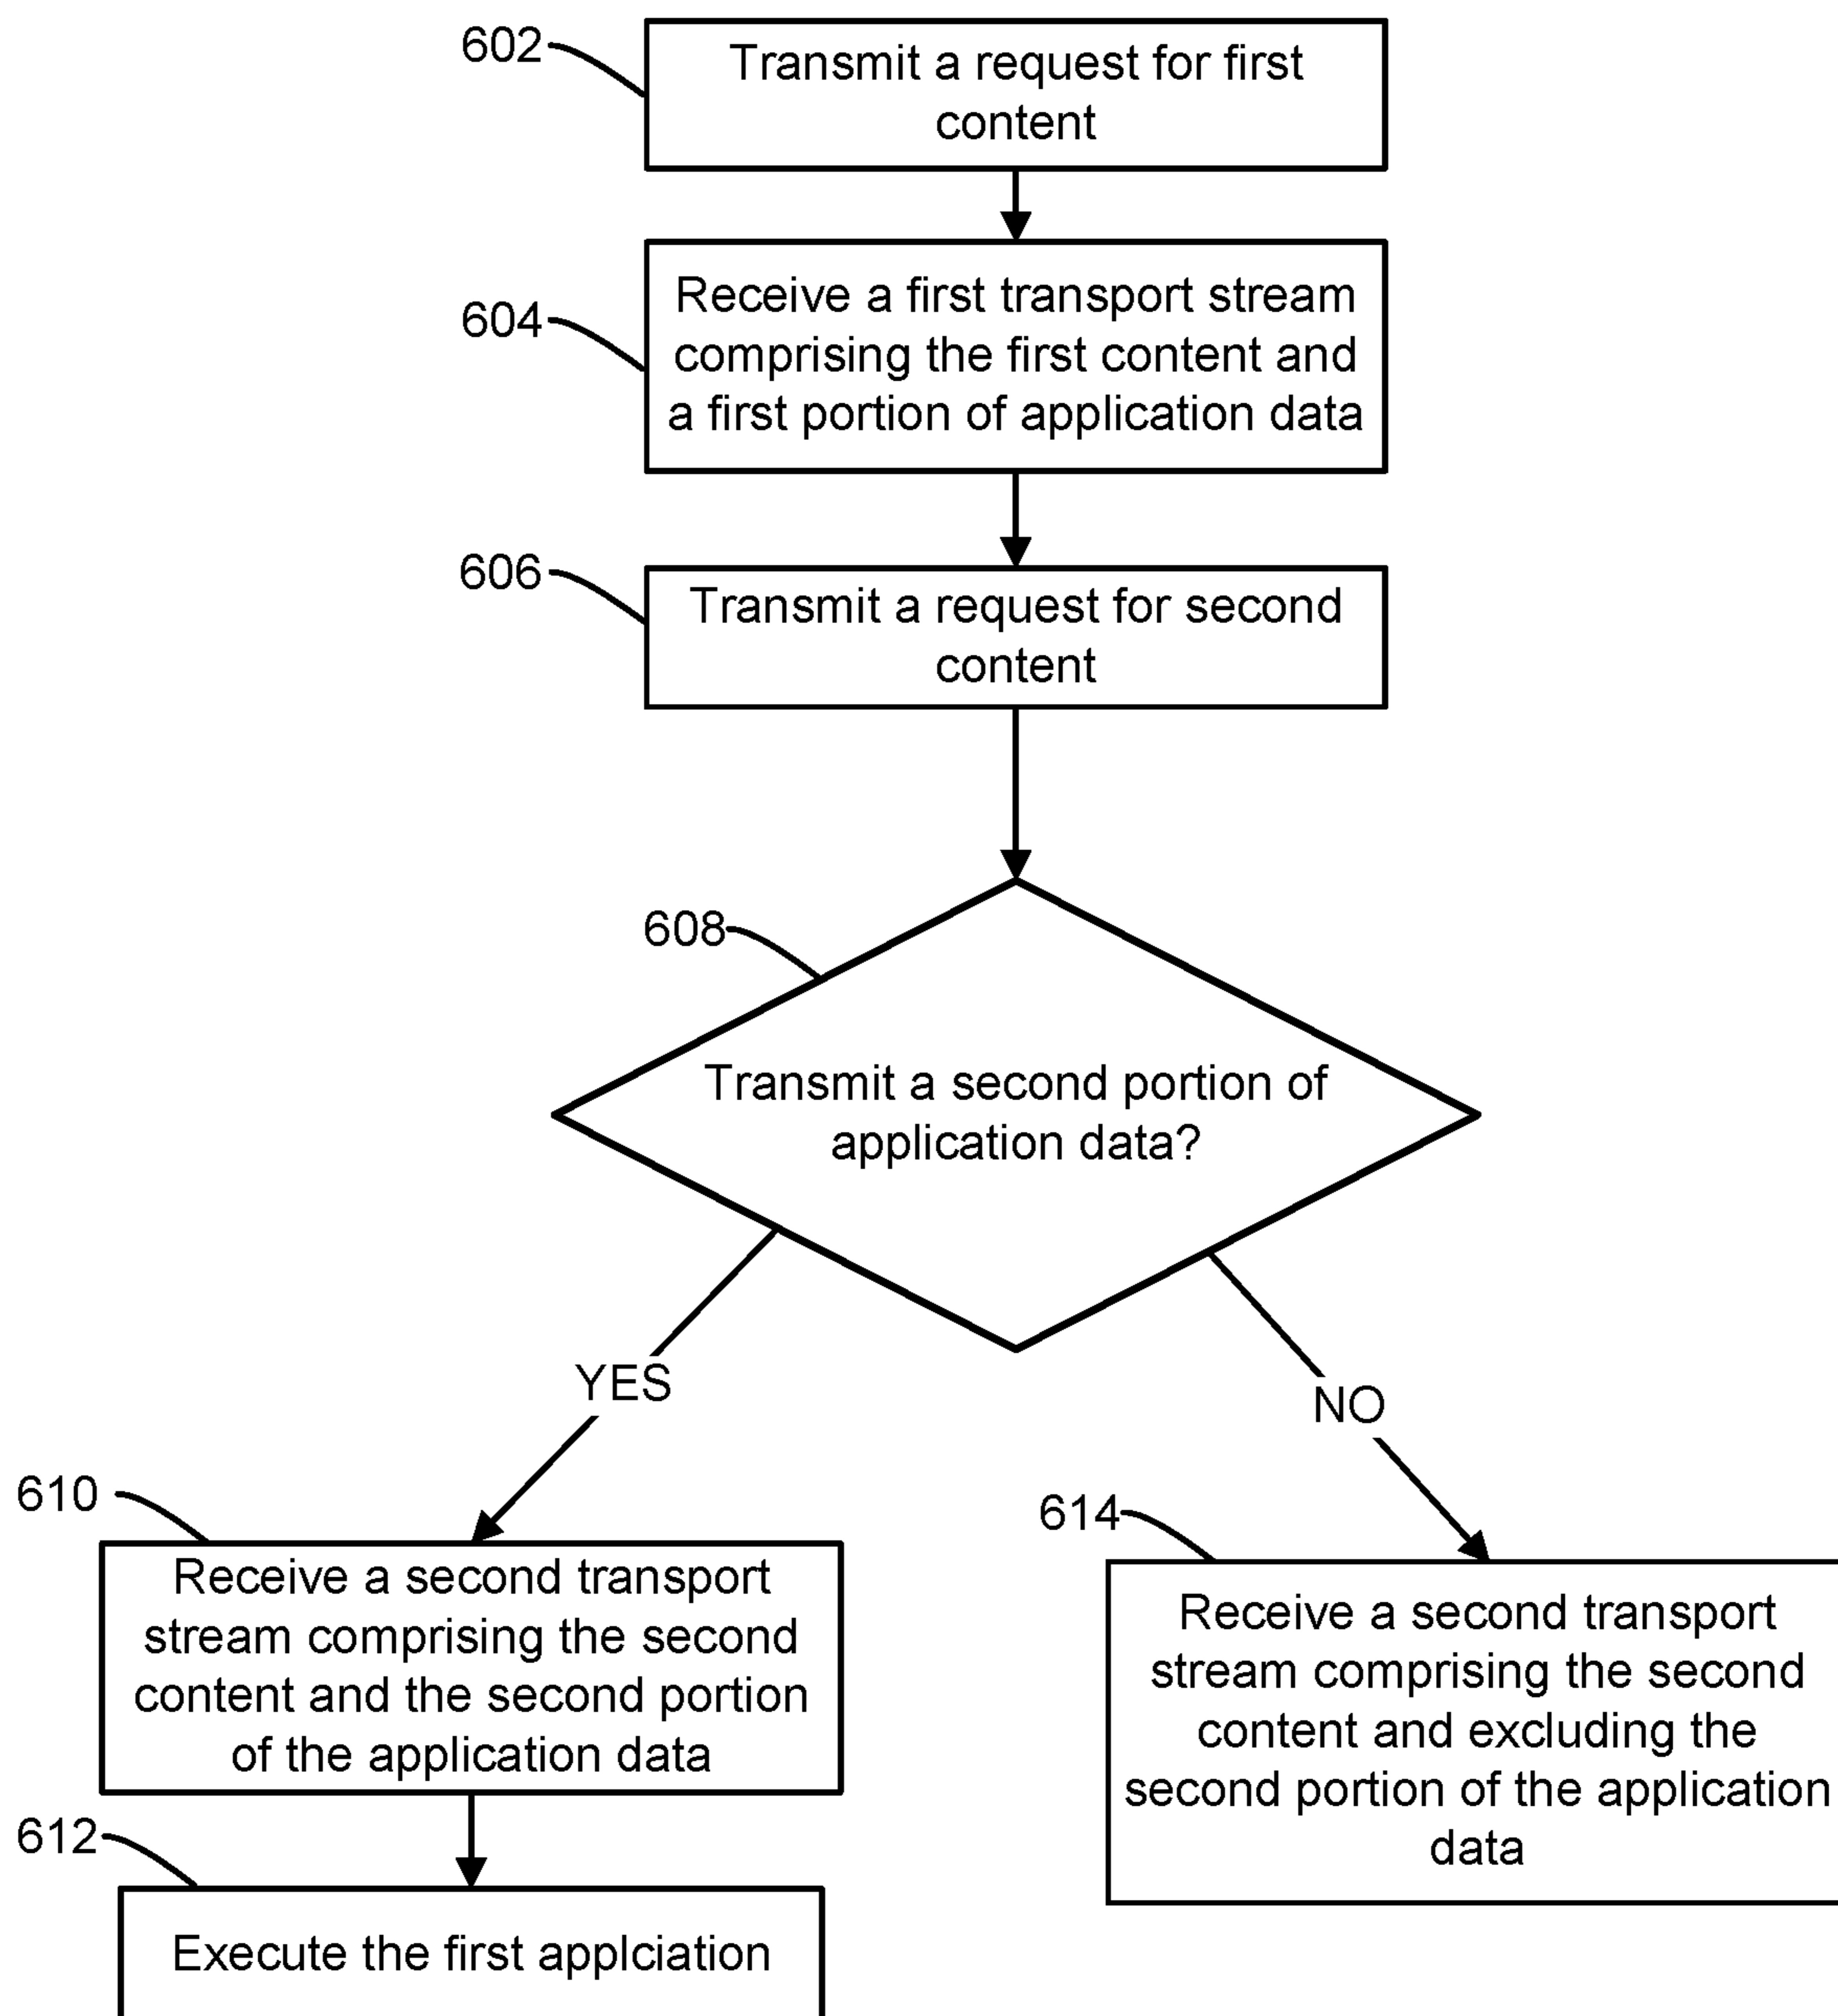 602
Transmit a request for first
content
604
Receive a first transport stream
comprising the first content and
a first portion of application data
606
Transmit a request for second
content
608
Transmit a second portion of
application data?
YES
NO
610
Receive a second transport
stream comprising the second
content and the second portion
of the application data
614
Receive a second transport
stream comprising the second
content and excluding the
second portion of the application
data
612
Execute the first applciation